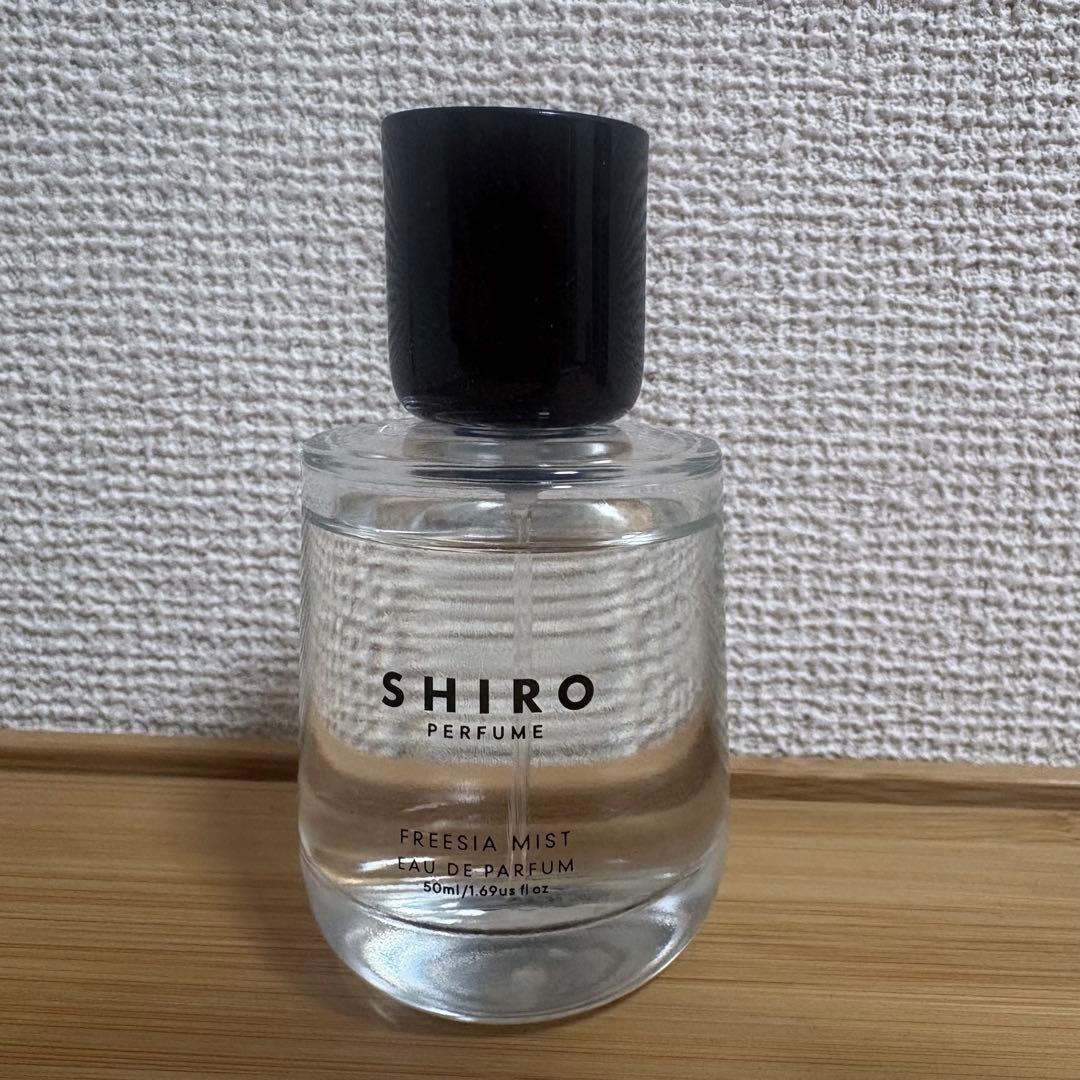 SHIRO
PERFUME
FREESIA MIST
EAU DE PARFUM
50ml/1.69us fl oz